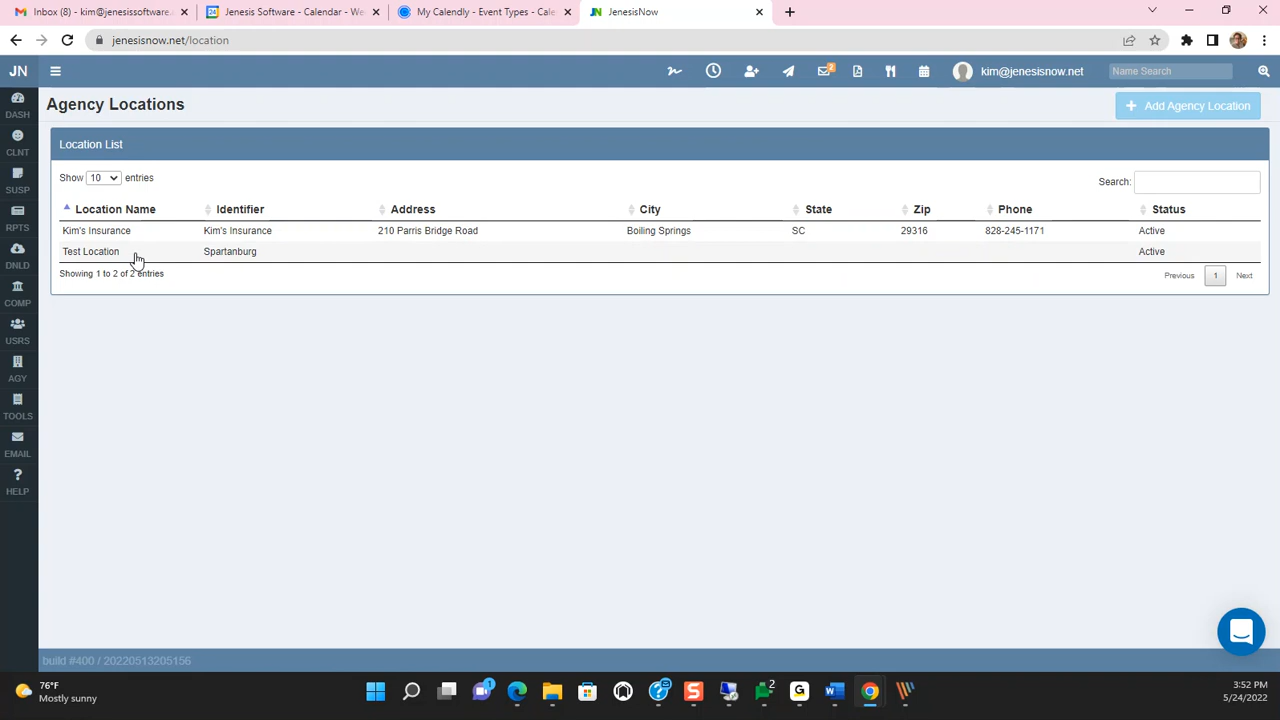 Inbox (8) - kim@jenesissoftware.
Jenesis Software - Calendar - We
My Calendly - Event Types - Cale
JenesisNow
jenesisnow.net/location
JN
2
kim@jenesisnow.net
Name Search
DASH
CLNT
SUSP
RPTS
DNLD
COMP
USRS
AGY
TOOLS
EMAIL
HELP
Agency Locations
+ Add Agency Location
Location List
Show 10 entries
Search:
Location Name Identifier Address City State Zip Phone Status
Kim's Insurance Kim's Insurance 210 Parris Bridge Road Boiling Springs SC 29316 828-245-1171 Active
Test Location Spartanburg Active
Showing 1 to 2 of 2 entries
Previous 1 Next
build #400 / 20220513205156
76°F
Mostly sunny
3:52 PM
5/24/2022